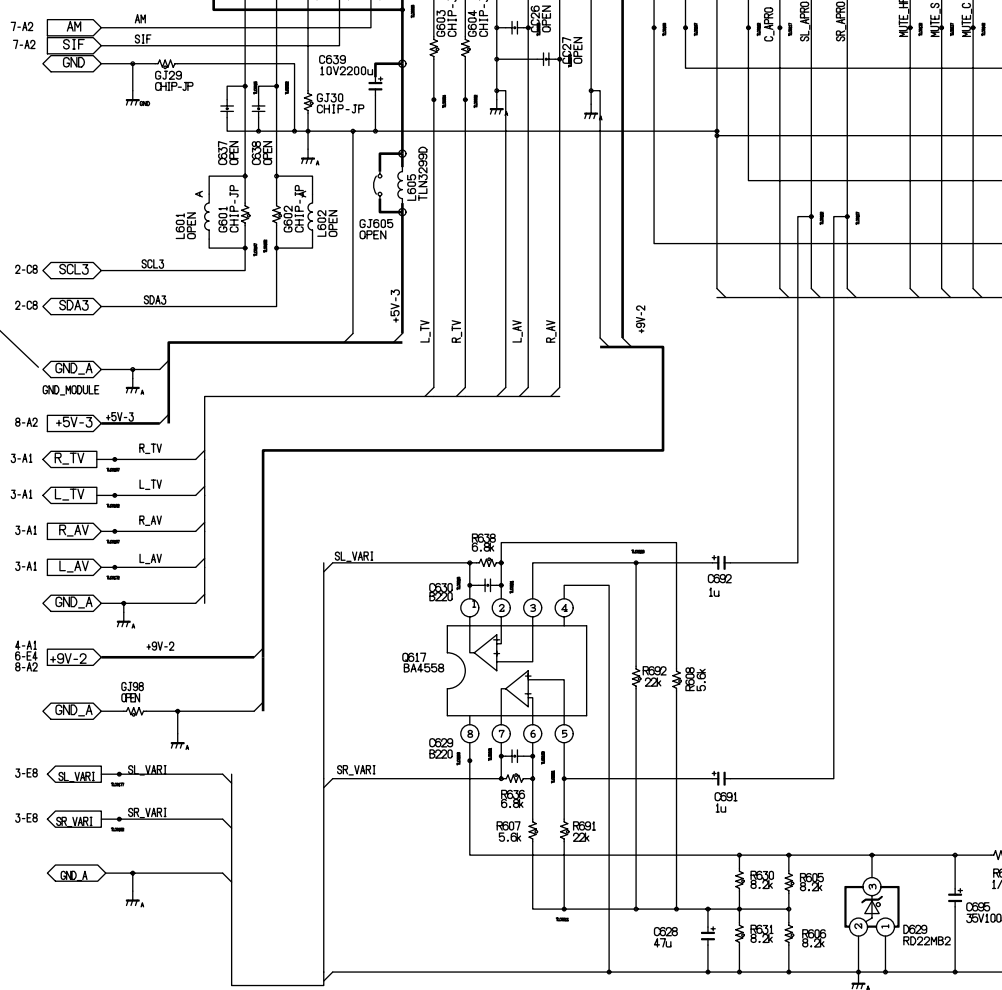 7-A2 AM AM
7-A2 SIF SIF
GND
GJ29
CHIP-JP
GND
C639
10V2200u
GJ30
CHIP-JP
A
G603
CHIP-J
G604
CHIP-J
C626
OPEN
OPEN
A
A
C_APRO
SL_APRO
SR_APRO
MUTE_S
MUTE_C
C637
OPEN
C638
OPEN
A
L601
OPEN
G601
CHIP-JP
G602
CHIP-JP
A
L602
OPEN
L605
TLN3299D
GJ605
OPEN
2-C8 SCL3 SCL3
2-C8 SDA3 SDA3
+5V-3
L_TV
R_TV
L_AV
R_AV
+9V-2
GND_A
GND_MODULE
A
8-A2 +5V-3 +5V-3
3-A1 R_TV R_TV
3-A1 L_TV L_TV
3-A1 R_AV R_AV
3-A1 L_AV L_AV
GND_A
A
4-A1
6-E4
8-A2
+9V-2 +9V-2
GJ98
OPEN
GND_A
A
3-E8 SL_VARI SL_VARI
3-E8 SR_VARI SR_VARI
GND_A
A
SL_VARI
R638
6.8k
C630
B220
1 2 3 4
Q617
BA4558
8 7 6 5
C629
B220
SR_VARI
R636
6.8k
R607
5.6k
R691
22k
R692
22k
R608
5.6k
C692
1u
C691
1u
R630
8.2k
R605
8.2k
C628
47u
R631
8.2k
R606
8.2k
3
2 1
D629
RD22MB2
A
C695
35V100